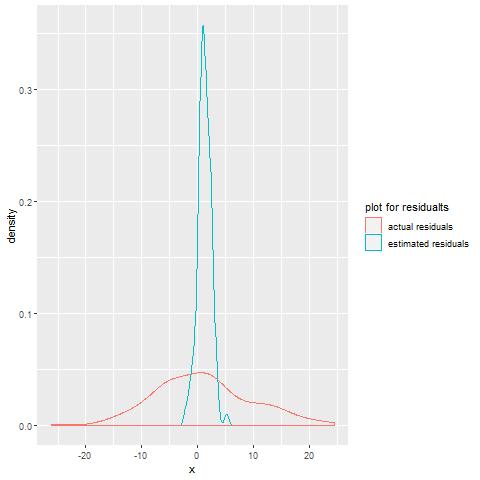 density
0.3
0.2
0.1
0.0
-20
-10
0
10
20
x
plot for residualts
actual residuals
estimated residuals